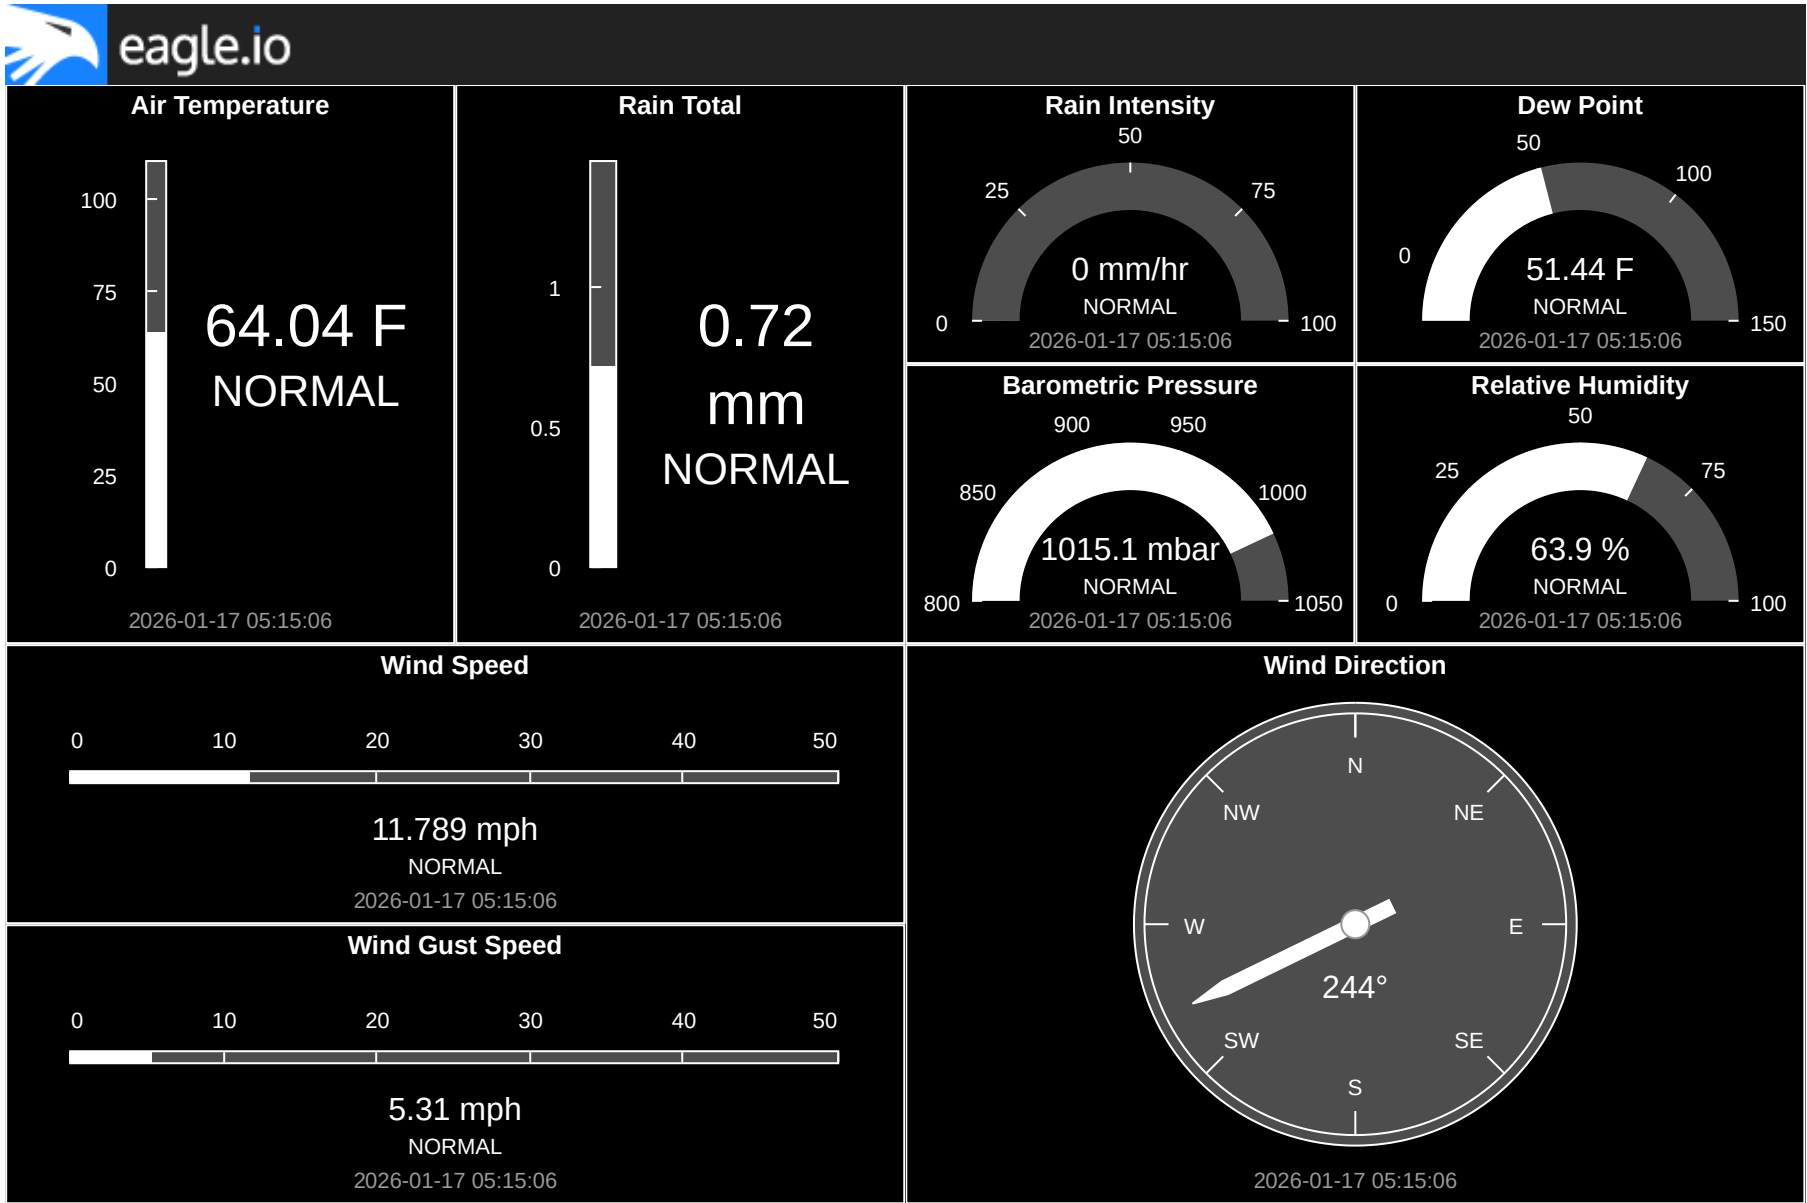 eagle.io
Air Temperature
100
75
50
25
0
64.04 F
NORMAL
2026-01-17 05:15:06
Rain Total
1
0.5
0
0.72
mm
NORMAL
2026-01-17 05:15:06
Rain Intensity
50
25
75
0
100
0 mm/hr
NORMAL
2026-01-17 05:15:06
Dew Point
50
100
0
150
51.44 F
NORMAL
2026-01-17 05:15:06
Barometric Pressure
900
950
850
1000
800
1050
1015.1 mbar
NORMAL
2026-01-17 05:15:06
Relative Humidity
50
25
75
0
100
63.9 %
NORMAL
2026-01-17 05:15:06
Wind Speed
0 10 20 30 40 50
11.789 mph
NORMAL
2026-01-17 05:15:06
Wind Gust Speed
0 10 20 30 40 50
5.31 mph
NORMAL
2026-01-17 05:15:06
Wind Direction
N
NW
NE
W
E
244°
SW
SE
S
2026-01-17 05:15:06